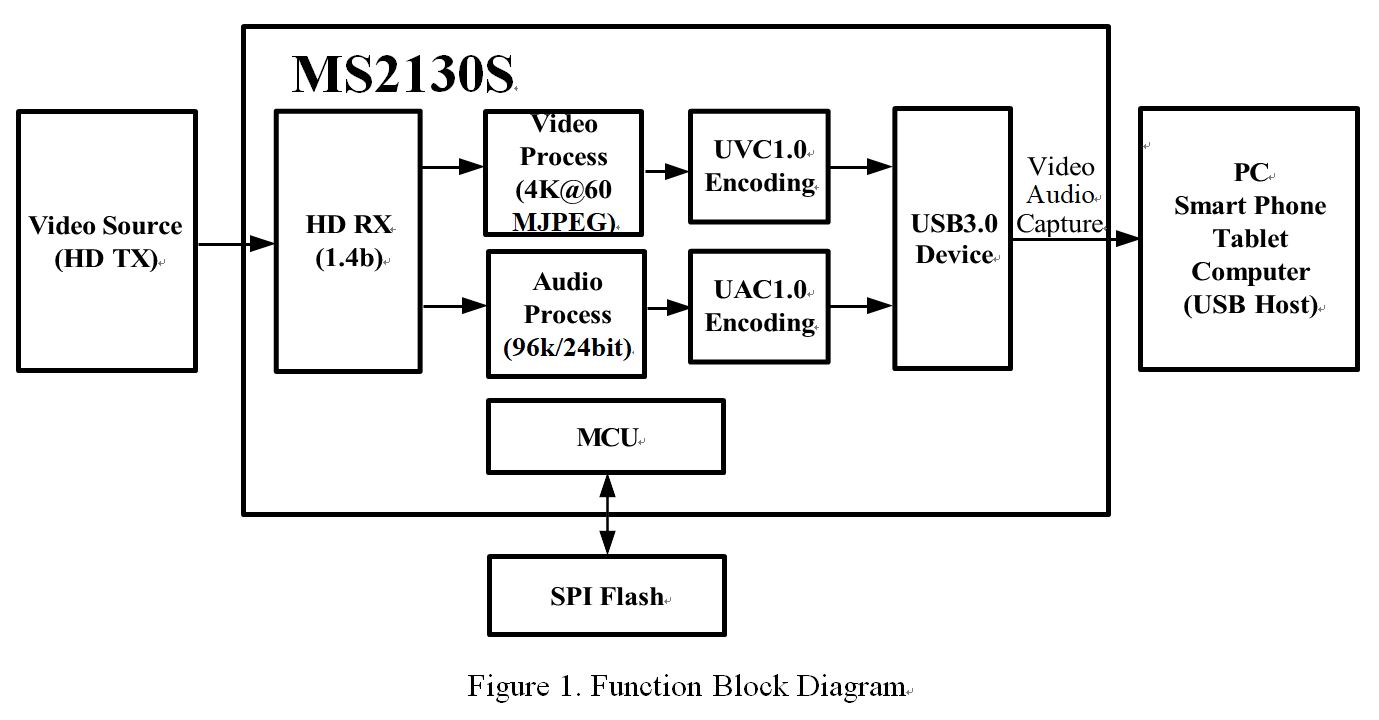 MS2130S
Video Source
(HD TX)
HD RX
(1.4b)
Video
Process
(4K@60
MJPEG)
UVC1.0
Encoding
Audio
Process
(96k/24bit)
UAC1.0
Encoding
USB3.0
Device
Video
Audio
Capture
PC
Smart Phone
Tablet
Computer
(USB Host)
MCU
SPI Flash
Figure 1. Function Block Diagram